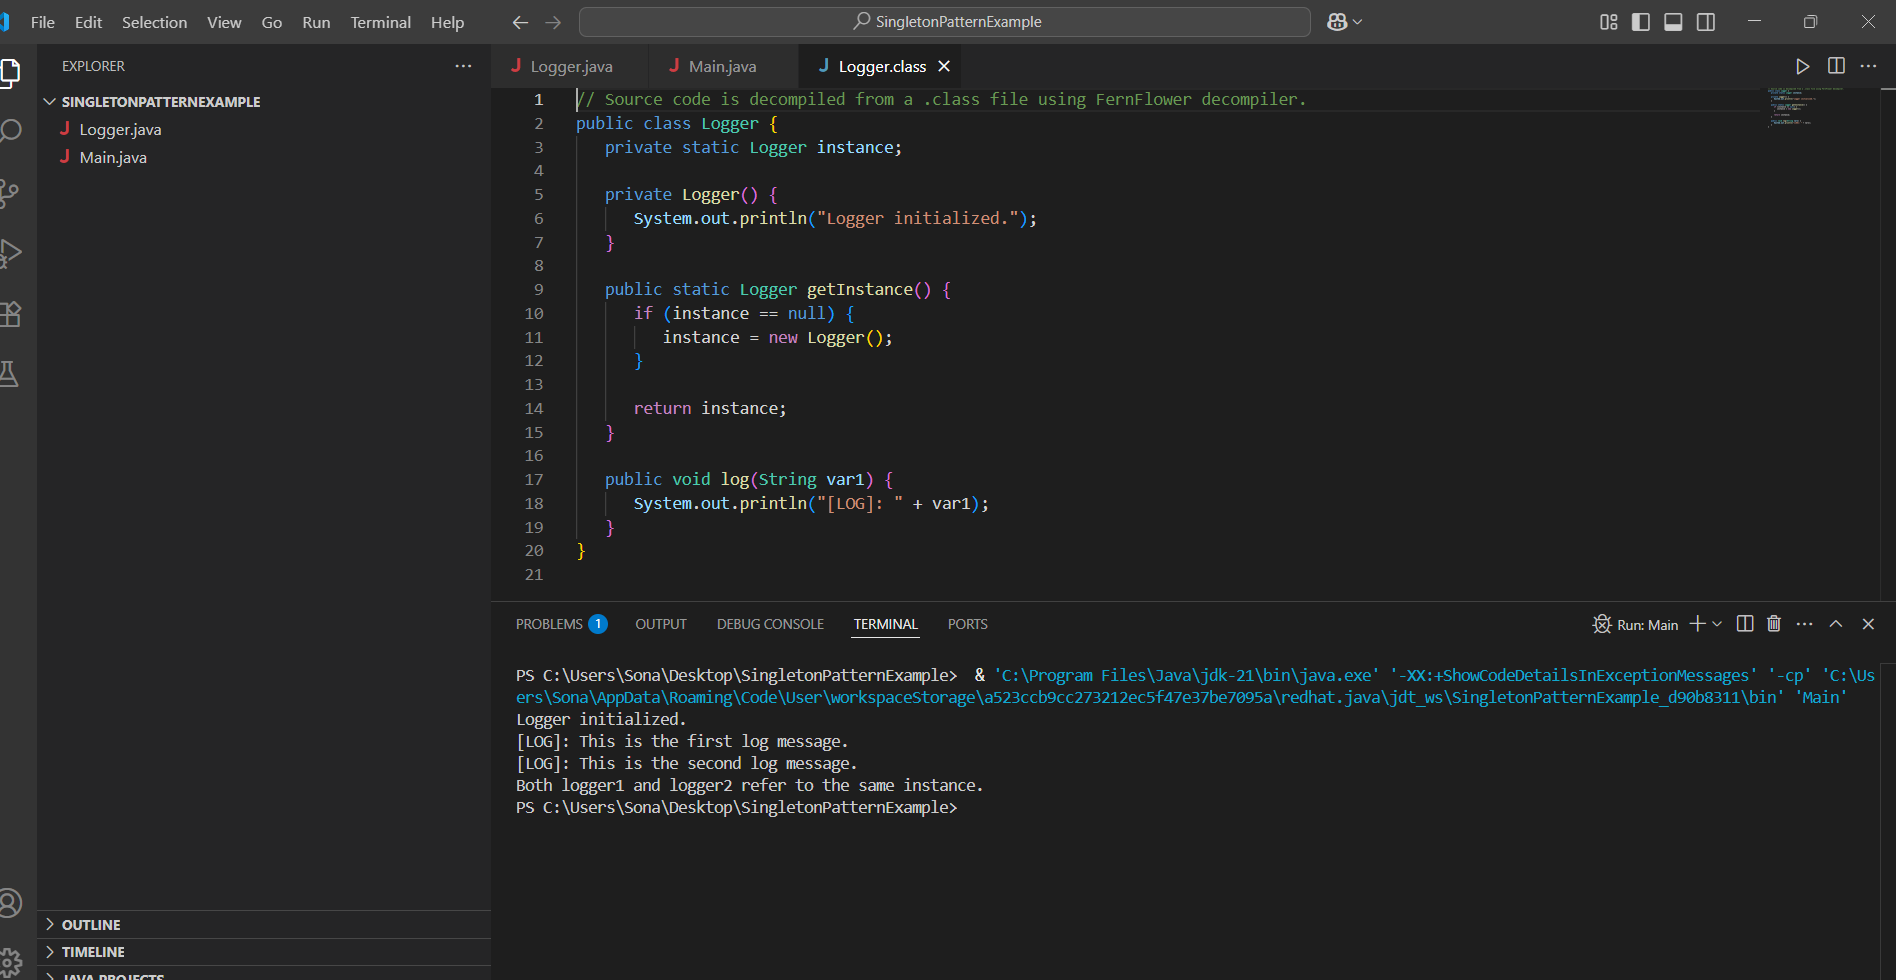 File Edit Selection View Go Run Terminal Help
SingletonPatternExample
EXPLORER
SINGLETONPATTERNEXAMPLE
J Logger.java
J Main.java
J Logger.java
J Main.java
J Logger.class
1 // Source code is decompiled from a .class file using FernFlower decompiler.
2 public class Logger {
3 private static Logger instance;
4
5 private Logger() {
6 System.out.println("Logger initialized.");
7 }
8
9 public static Logger getInstance() {
10 if (instance == null) {
11 instance = new Logger();
12 }
13
14 return instance;
15 }
16
17 public void log(String var1) {
18 System.out.println("[LOG]: " + var1);
19 }
20 }
21
PROBLEMS 1 OUTPUT DEBUG CONSOLE TERMINAL PORTS
Run: Main
PS C:\Users\Sona\Desktop\SingletonPatternExample> & 'C:\Program Files\Java\jdk-21\bin\java.exe' '-XX:+ShowCodeDetailsInExceptionMessages' '-cp' 'C:\Us
ers\Sona\AppData\Roaming\Code\User\workspaceStorage\a523ccb9cc273212ec5f47e37be7095a\redhat.java\jdt_ws\SingletonPatternExample_d90b8311\bin' 'Main'
Logger initialized.
[LOG]: This is the first log message.
[LOG]: This is the second log message.
Both logger1 and logger2 refer to the same instance.
PS C:\Users\Sona\Desktop\SingletonPatternExample>
OUTLINE
TIMELINE
JAVA PROJECTS